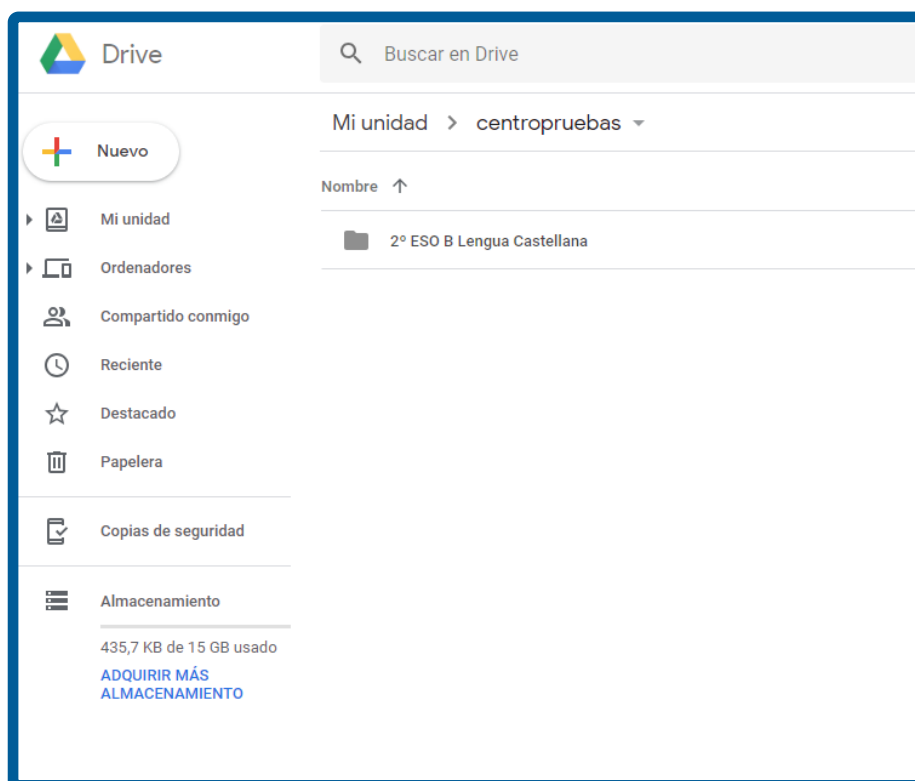 Drive
Buscar en Drive
Mi unidad > centropruebas
Nuevo
Nombre
Mi unidad
2º ESO B Lengua Castellana
Ordenadores
Compartido conmigo
Reciente
Destacado
Papelera
Copias de seguridad
Almacenamiento
435,7 KB de 15 GB usado
ADQUIRIR MÁS
ALMACENAMIENTO